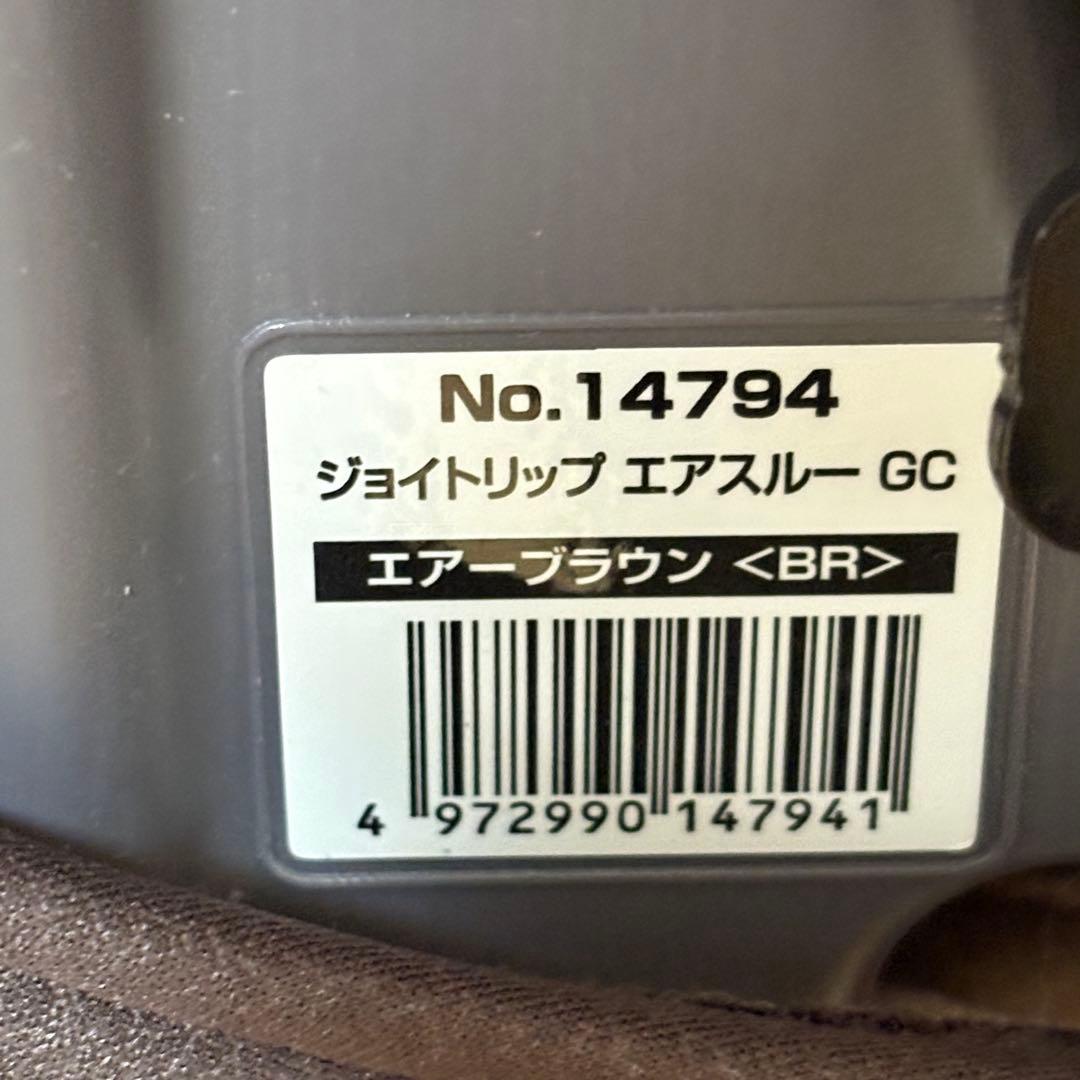 No.14794
ジョイトリップ エアスルー GC
エアーブラウン <BR>
4 972990 147941